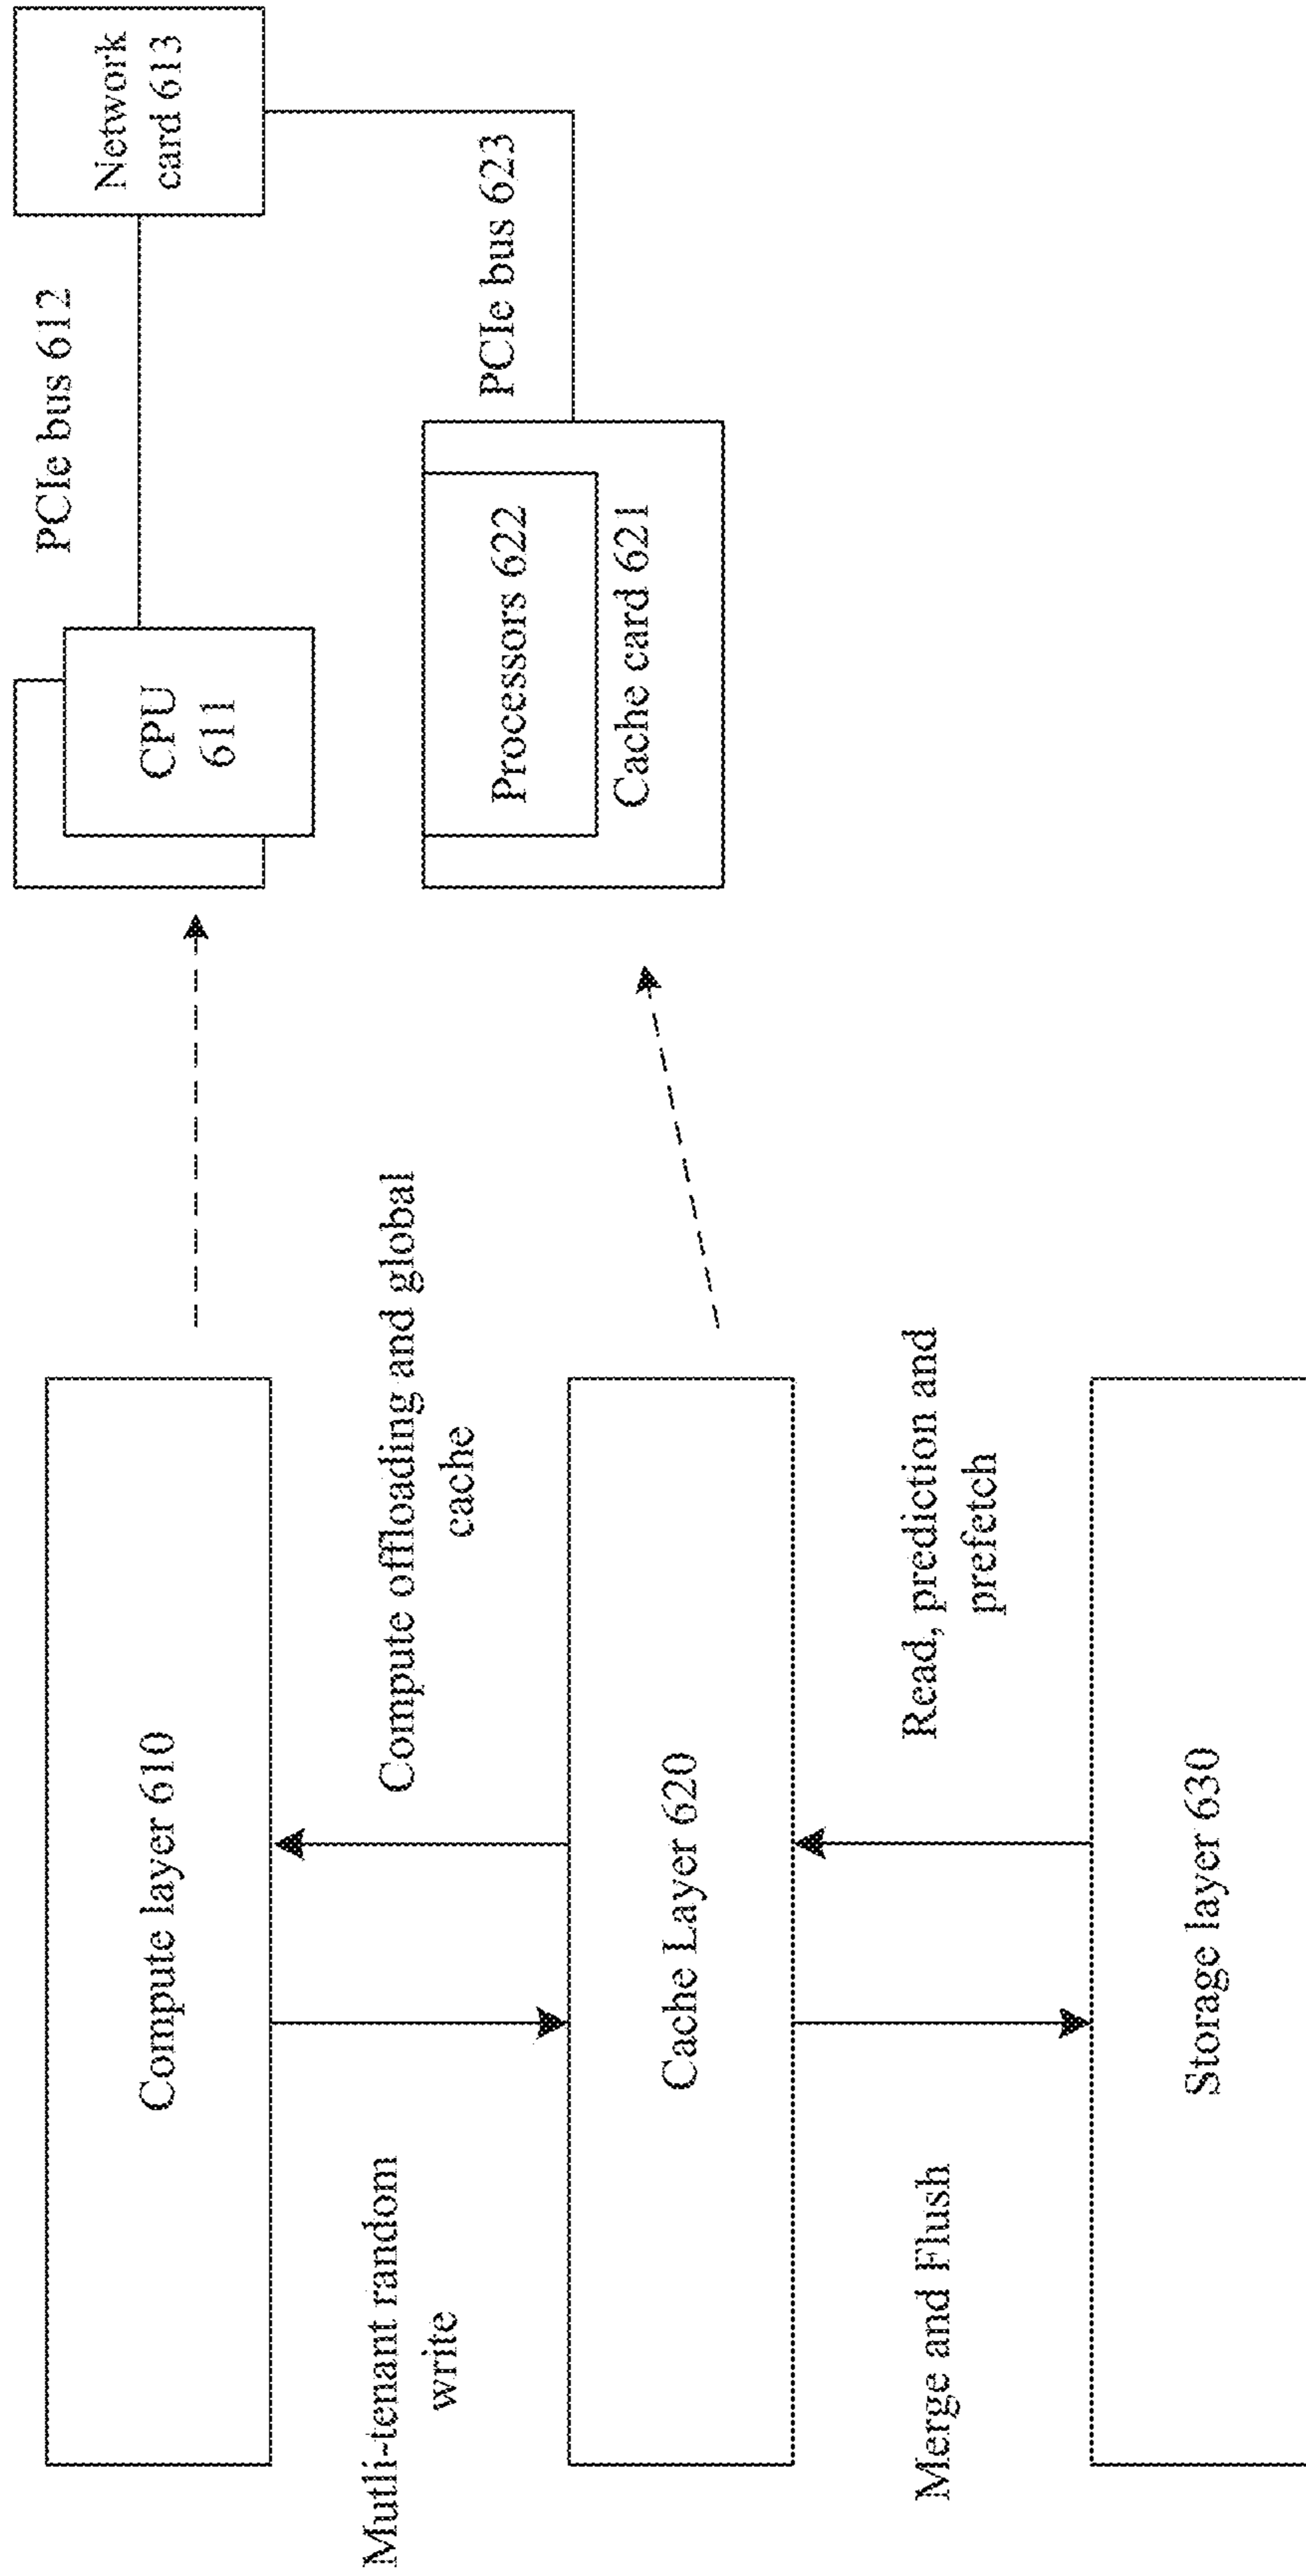 Compute layer 610
Mutli-tenant random
write
Compute offloading and global
cache
Cache Layer 620
Merge and Flush
Read, prediction and
prefetch
Storage layer 630
CPU
611
PCIe bus 612
Network
card 613
Processors 622
Cache card 621
PCIe bus 623